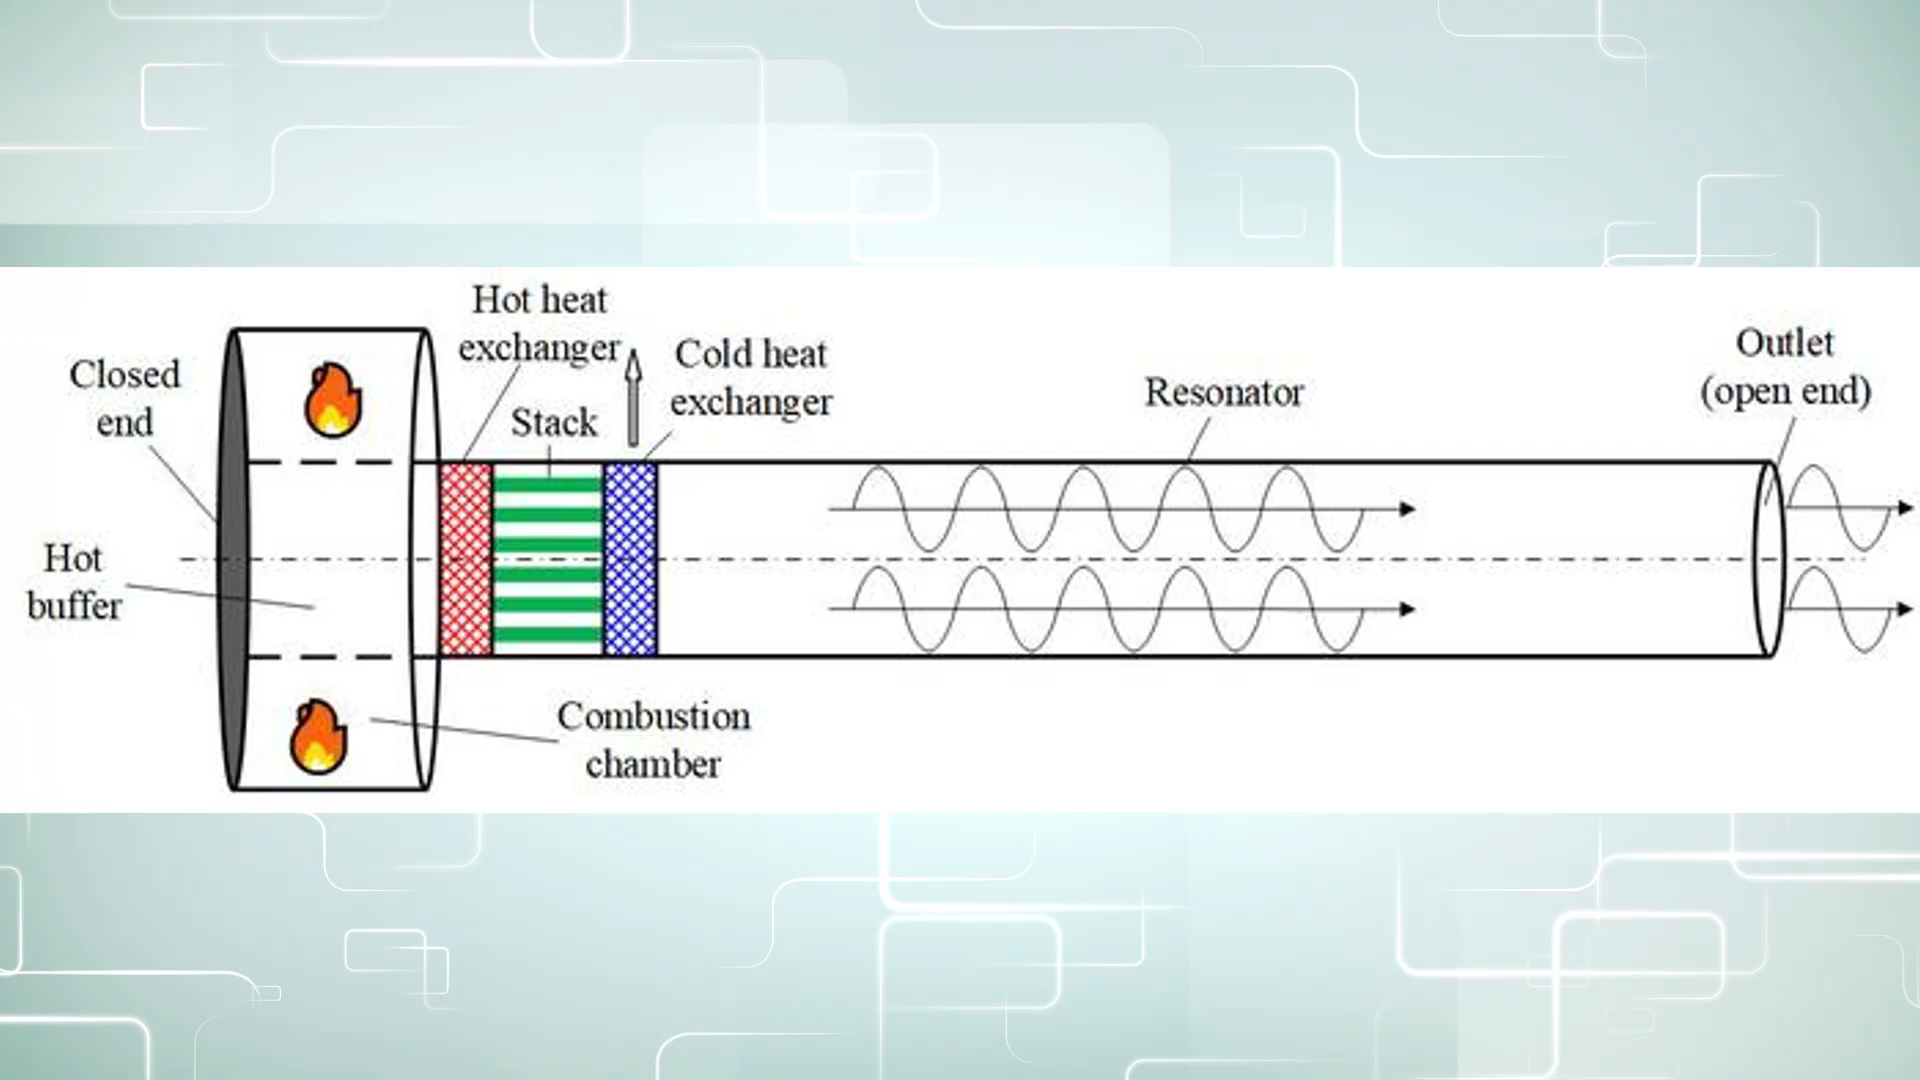 Hot heat
exchanger
Cold heat
exchanger
Closed
end
Stack
Resonator
Outlet
(open end)
Hot
buffer
Combustion
chamber